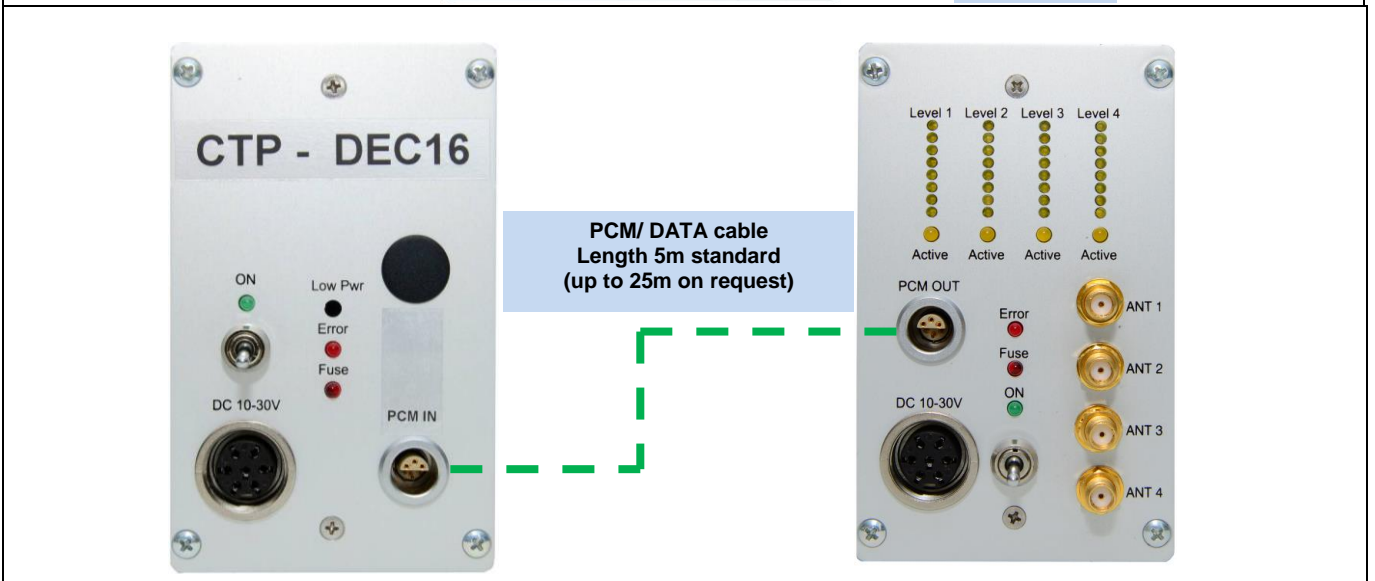 CTP - DEC16
ON
Low Pwr
Error
Fuse
DC 10-30V
PCM IN
PCM/ DATA cable
Length 5m standard
(up to 25m on request)
Level 1 Level 2 Level 3 Level 4
Active Active Active Active
PCM OUT
Error
Fuse
ON
DC 10-30V
ANT 1
ANT 2
ANT 3
ANT 4